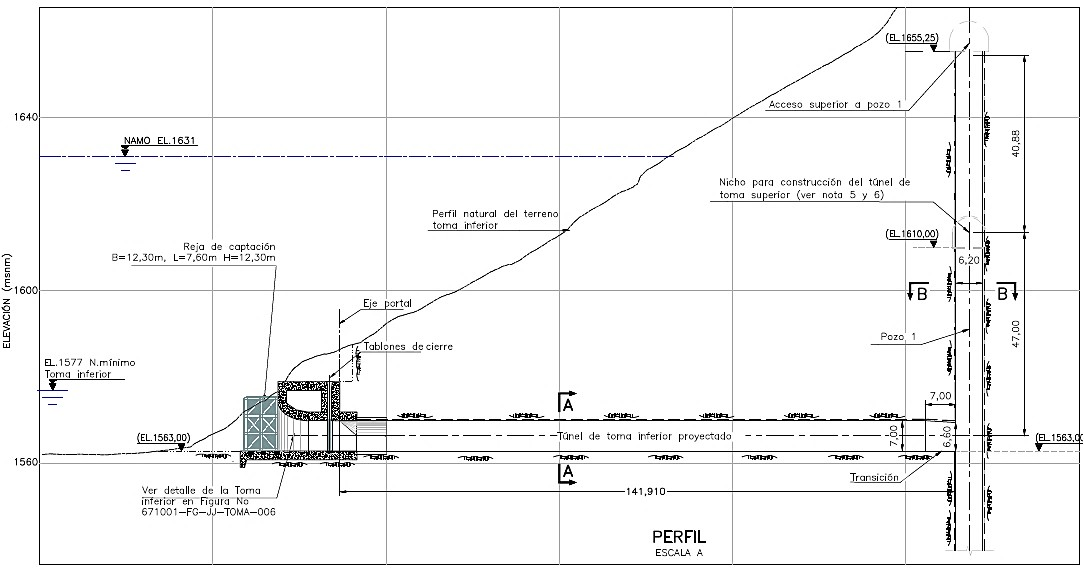 (EL.1655,25)
Acceso superior a pozo 1
1640
NAMO EL.1631
40,88
Nicho para construcción del túnel de
toma superior (ver nota 5 y 6)
Perfil natural del terreno
toma inferior
(EL.1610,00)
Reja de captación
B=12,30m, L=7,60m H=12,30m
6,20
ELEVACIÓN (msnm)
1600
B
B
Eje portal
Pozo 1
47,00
Tablones de cierre
EL.1577 N.mínimo
Toma inferior
7,00
A
(EL.1563,00)
Túnel de toma inferior proyectado
7,00
6,60
(EL.1563,00
1560
A
Transición
Ver detalle de la Toma
inferior en Figura No
671001-FG-JJ-TOMA-006
141,910
PERFIL
ESCALA A